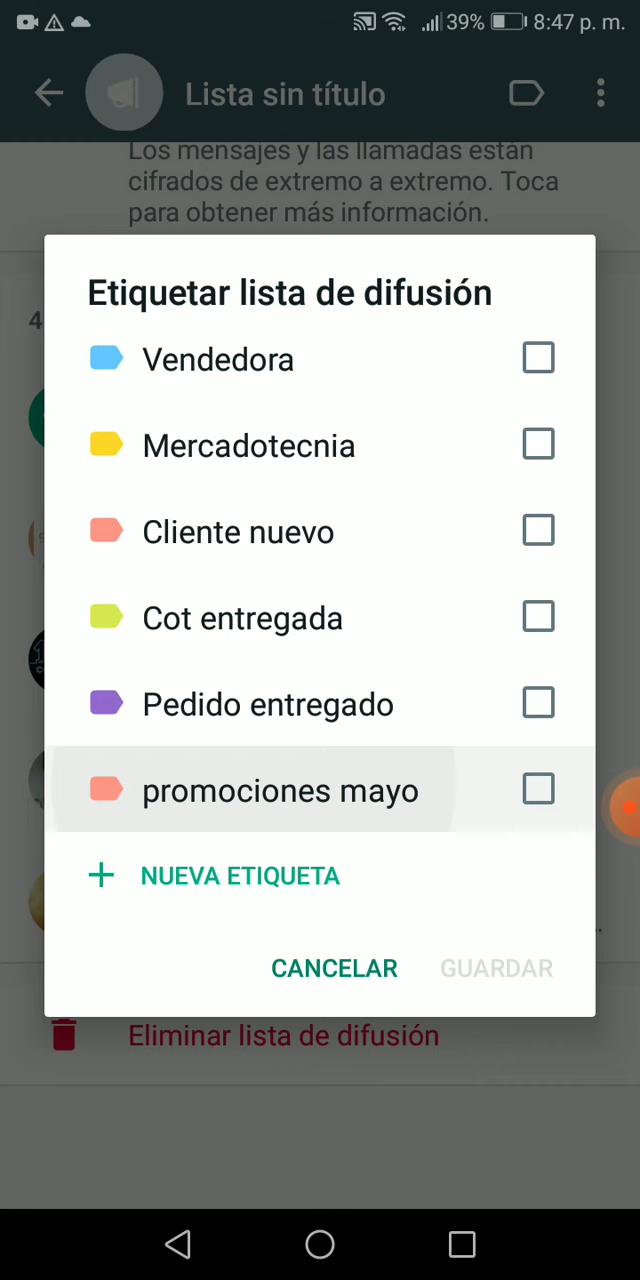 39% 8:47 p. m.
Lista sin título
Los mensajes y las llamadas están
cifrados de extremo a extremo. Toca
para obtener más información.
Etiquetar lista de difusión
4
Vendedora
Mercadotecnia
Cliente nuevo
Cot entregada
Pedido entregado
promociones mayo
+ NUEVA ETIQUETA
CANCELAR GUARDAR
Eliminar lista de difusión